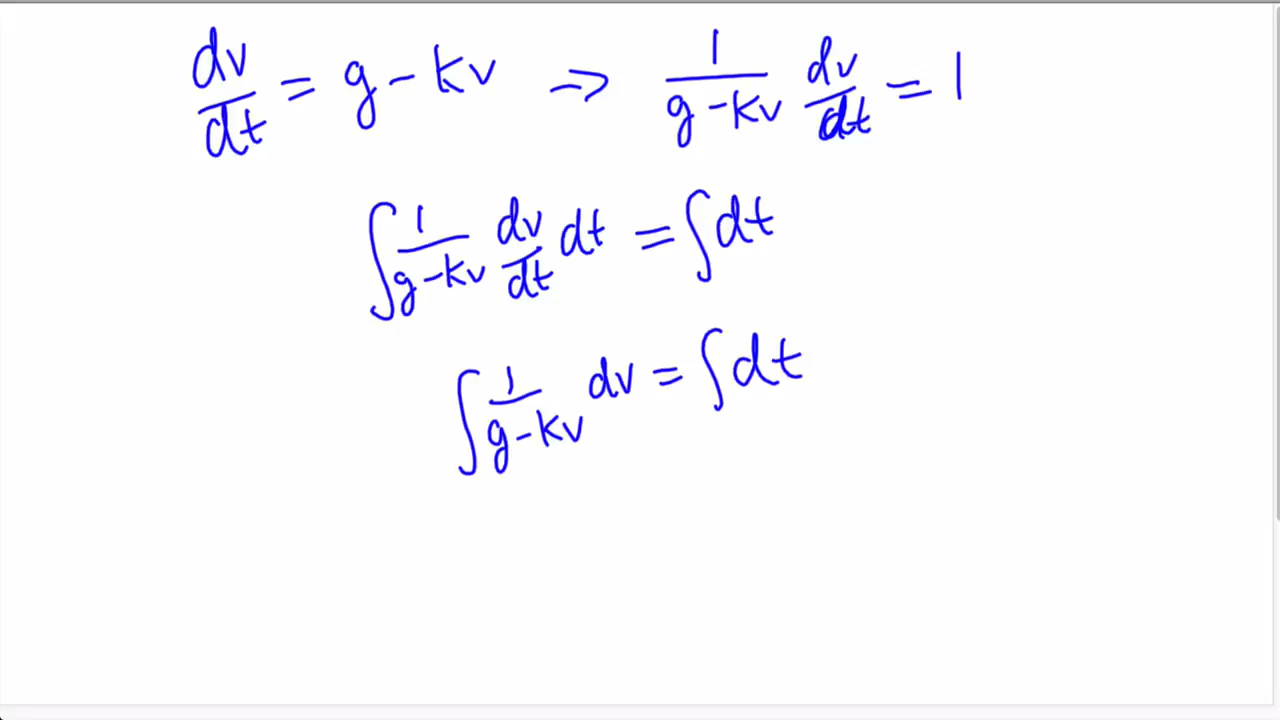 dv/dt = g - kv ⇒ 1/(g - kv) dv/dt = 1
∫ 1/(g - kv) dv/dt dt = ∫ dt
∫ 1/(g - kv) dv = ∫ dt